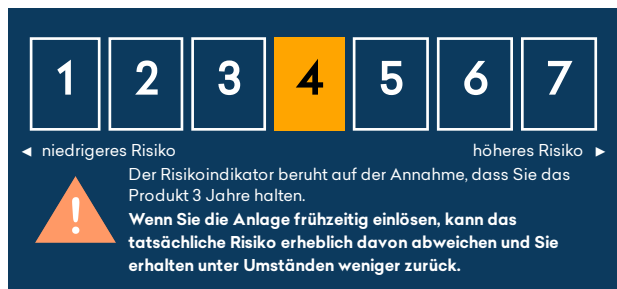 1 2 3 4 5 6 7
◄ niedrigeres Risiko höheres Risiko ►
Der Risikoindikator beruht auf der Annahme, dass Sie das
Produkt 3 Jahre halten.
Wenn Sie die Anlage frühzeitig einlösen, kann das
tatsächliche Risiko erheblich davon abweichen und Sie
erhalten unter Umständen weniger zurück.